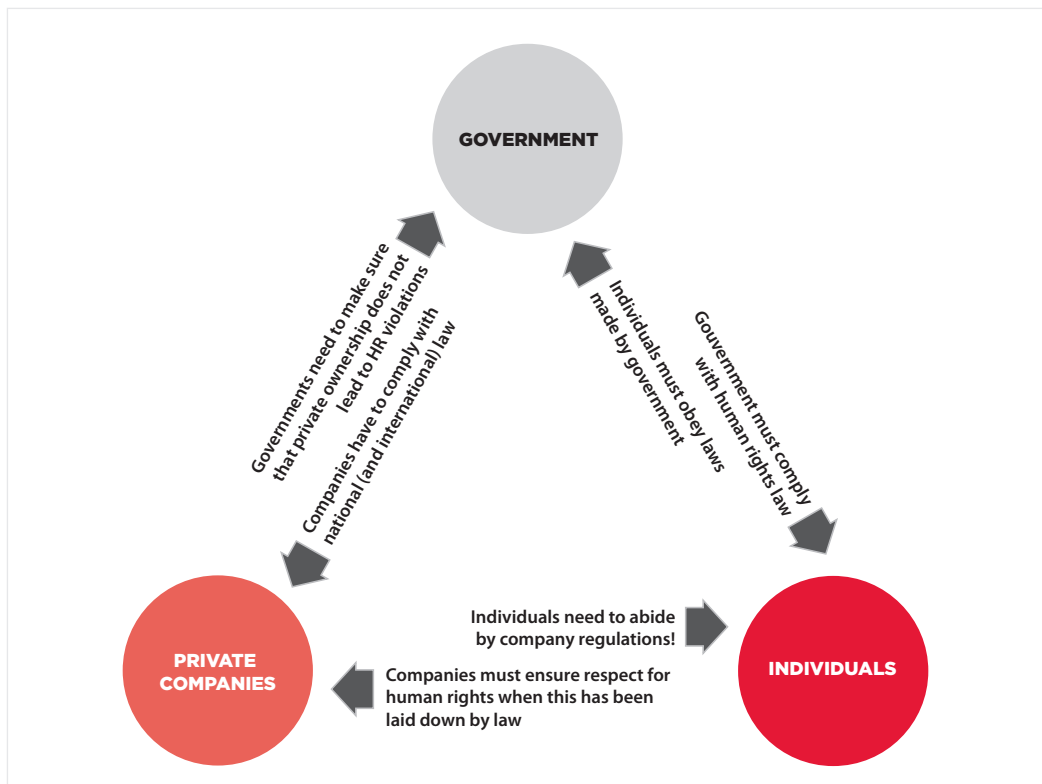 GOVERNMENT
Governments need to make sure
that private ownership does not
lead to HR violations
Companies have to comply with
national (and international) law
Individuals must obey laws
made by government
Gouvernment must comply
with human rights law
Individuals need to abide
by company regulations!
Companies must ensure respect for
human rights when this has been
laid down by law
PRIVATE
COMPANIES
INDIVIDUALS